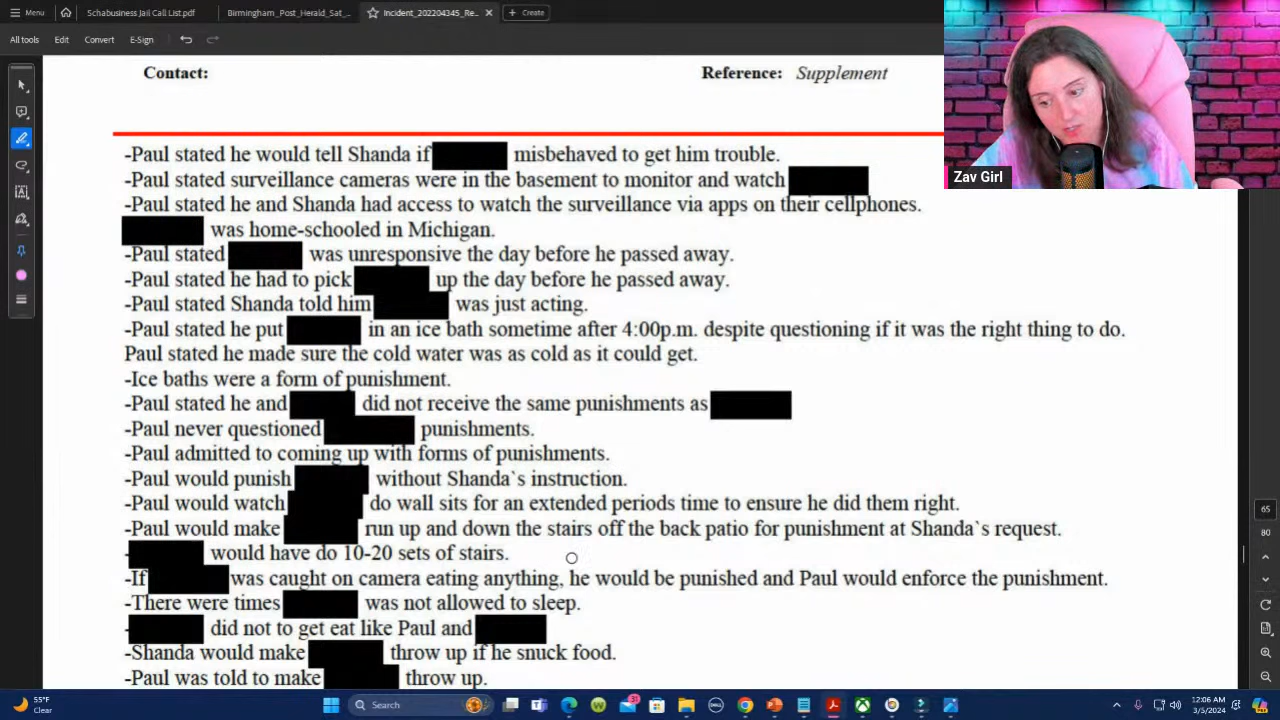 Menu
Schabusiness Jail Call List.pdf
Birmingham_Post_Herald_Sat_...
Incident_202204345_Re...
Create
All tools
Edit
Convert
E-Sign
Contact:
Reference: Supplement
Zav Girl
-Paul stated he would tell Shanda if misbehaved to get him trouble.
-Paul stated surveillance cameras were in the basement to monitor and watch
-Paul stated he and Shanda had access to watch the surveillance via apps on their cellphones.
was home-schooled in Michigan.
-Paul stated was unresponsive the day before he passed away.
-Paul stated he had to pick up the day before he passed away.
-Paul stated Shanda told him was just acting.
-Paul stated he put in an ice bath sometime after 4:00p.m. despite questioning if it was the right thing to do.
Paul stated he made sure the cold water was as cold as it could get.
-Ice baths were a form of punishment.
-Paul stated he and did not receive the same punishments as
-Paul never questioned punishments.
-Paul admitted to coming up with forms of punishments.
-Paul would punish without Shanda`s instruction.
-Paul would watch do wall sits for an extended periods time to ensure he did them right.
-Paul would make run up and down the stairs off the back patio for punishment at Shanda`s request.
- would have do 10-20 sets of stairs.
-If was caught on camera eating anything, he would be punished and Paul would enforce the punishment.
-There were times was not allowed to sleep.
- did not to get eat like Paul and
-Shanda would make throw up if he snuck food.
-Paul was told to make throw up.
65
80
55°F
Clear
Search
12:06 AM
3/5/2024